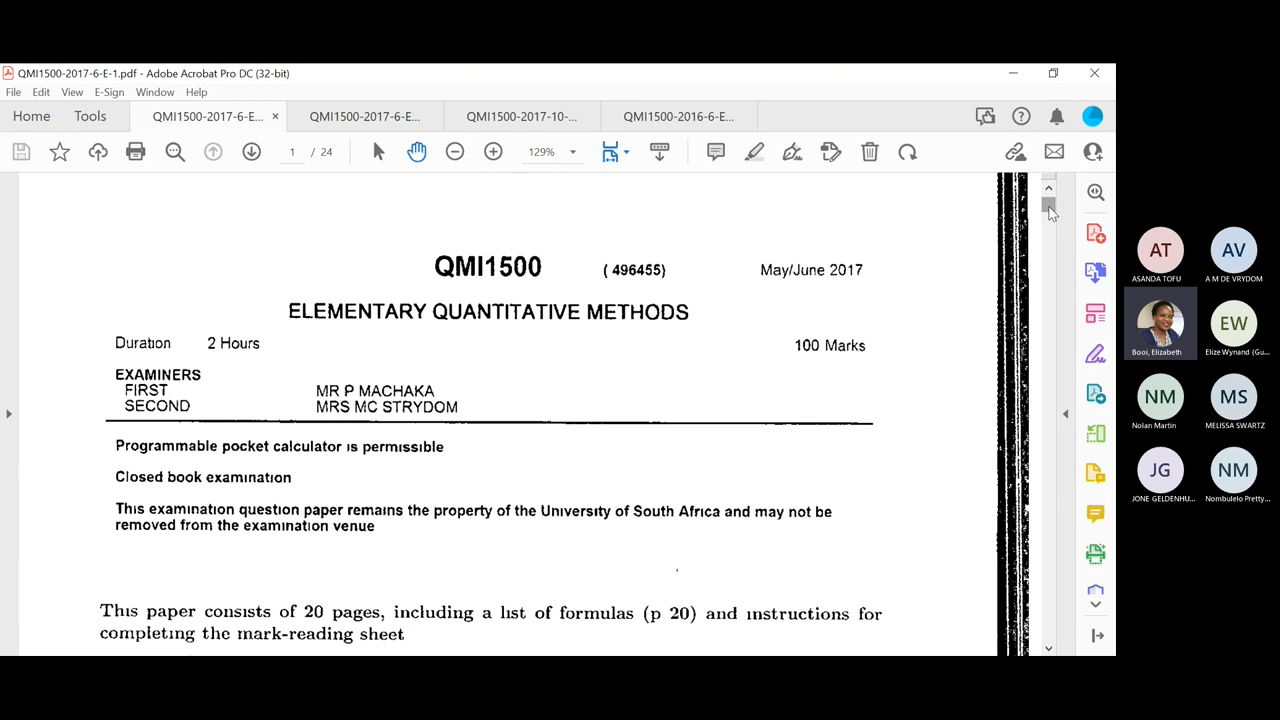 QMI1500-2017-6-E-1.pdf - Adobe Acrobat Pro DC (32-bit)
File Edit View E-Sign Window Help
Home Tools QMI1500-2017-6-E... × QMI1500-2017-6-E... QMI1500-2017-10-... QMI1500-2016-6-E...
1 / 24 129%
QMI1500 (496455) May/June 2017
ELEMENTARY QUANTITATIVE METHODS
Duration 2 Hours 100 Marks
EXAMINERS
FIRST MR P MACHAKA
SECOND MRS MC STRYDOM
Programmable pocket calculator is permissible
Closed book examination
This examination question paper remains the property of the University of South Africa and may not be
removed from the examination venue
This paper consists of 20 pages, including a list of formulas (p 20) and instructions for
completing the mark-reading sheet
AT AV
ASANDA TOFU A M DE VRYDOM
EW
Booi, Elizabeth Elize Wynand (Gu...
NM MS
Nolan Martin MELISSA SWARTZ
JG NM
JONE GELDENHU... Nombulelo Pretty...